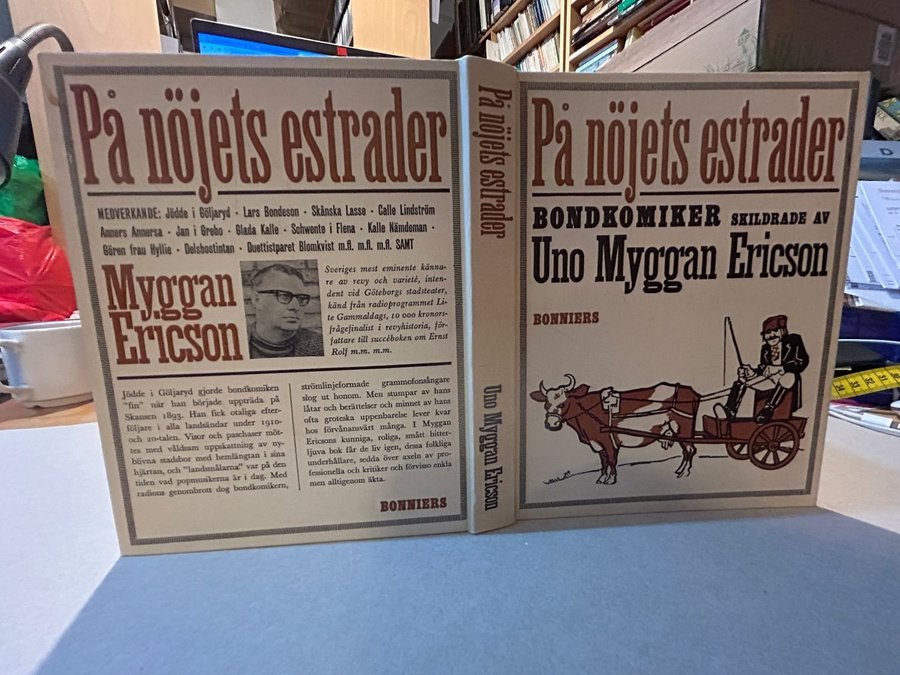 På nöjets estrader
MEDVERKANDE: Jödde i Göljaryd · Lars Bondeson · Skånska Lasse · Calle Lindström
Anners Annersa · Jan i Grebo · Glada Kalle · Schwente i Flena · Kalle Nämdeman ·
Gören frau Hyllie · Delsbostintan · Duettistparet Blomkvist m.fl. m.fl. m.fl. SAMT
Myggan
Ericson
Sveriges mest eminente känna-
re av revy och varieté, inten-
dent vid Göteborgs stadsteater,
känd från radioprogrammet Li-
te Gammaldags, 10 000 kronors-
frågefinalist i revyhistoria, för-
fattare till succéboken om Ernst
Rolf m.m. m.m.
Jödde i Göljaryd gjorde bondkomiken
"fin" när han började uppträda på
Skansen 1893. Han fick otaliga efter-
följare i alla landsändar under 1910-
och 20-talen. Visor och paschaser möt-
tes med våldsam uppskattning av ny-
blivna stadsbor med hemlängtan i sina
hjärtan, och "landsmålarna" var på den
tiden vad popmusikerna är i dag. Med
radions genombrott dog bondkomikern,
strömlinjeformade grammofonsångare
slog ut honom. Men stumpar av hans
låtar och berättelser och minnet av hans
ofta groteska uppenbarelse lever kvar
hos förvånansvärt många. I Myggan
Ericsons kunniga, roliga, smått bitter-
ljuva bok får de liv igen, dessa folkliga
underhållare, sedda över axeln av pro-
fessionella och kritiker och förvisso enkla
men alltigenom äkta.
BONNIERS
På nöjets estrader
Uno Myggan Ericson
På nöjets estrader
BONDKOMIKER SKILDRADE AV
Uno Myggan Ericson
BONNIERS